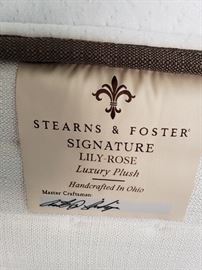 STEARNS & FOSTER®
SIGNATURE
LILY-ROSE
Luxury Plush
Handcrafted In Ohio
Master Craftsman: